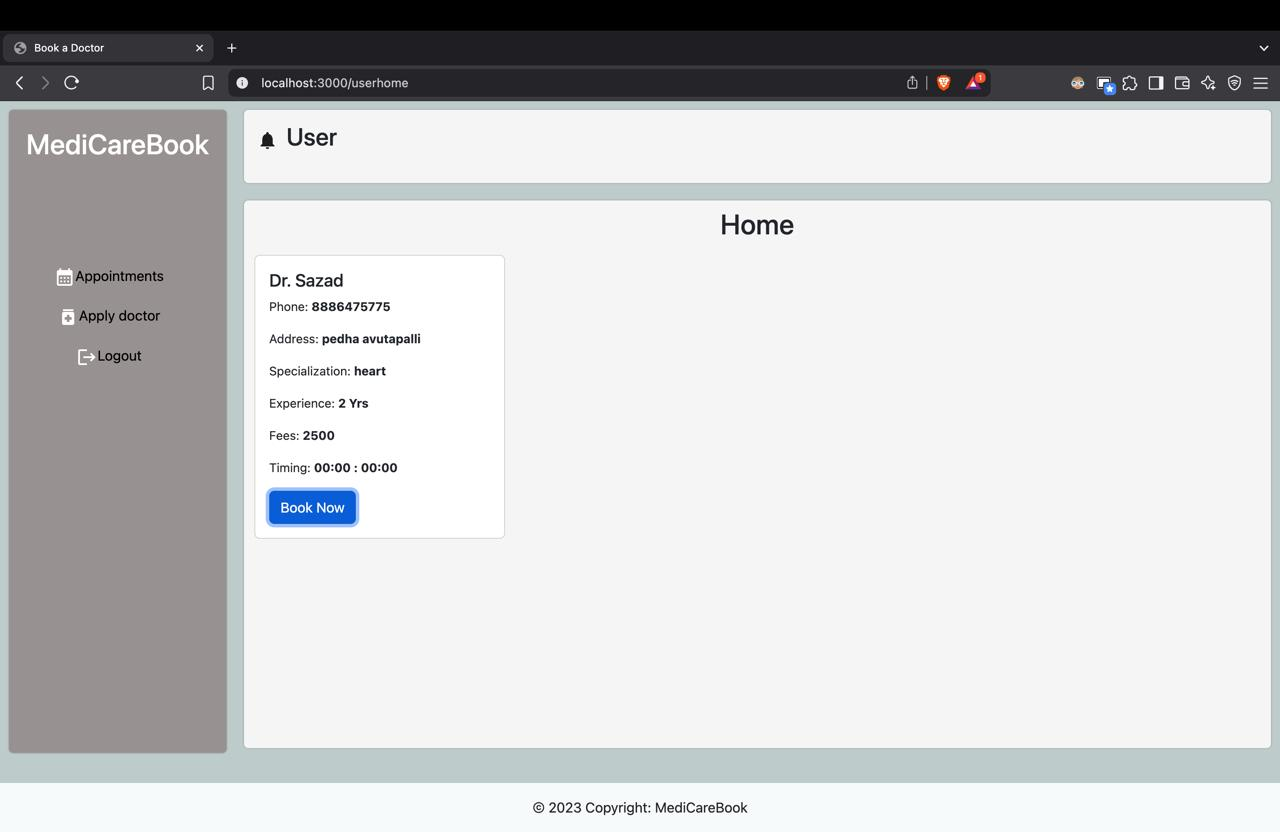 Book a Doctor
localhost:3000/userhome
1
MediCareBook
Appointments
Apply doctor
Logout
User
Home
Dr. Sazad
Phone: 8886475775
Address: pedha avutapalli
Specialization: heart
Experience: 2 Yrs
Fees: 2500
Timing: 00:00 : 00:00
Book Now
© 2023 Copyright: MediCareBook